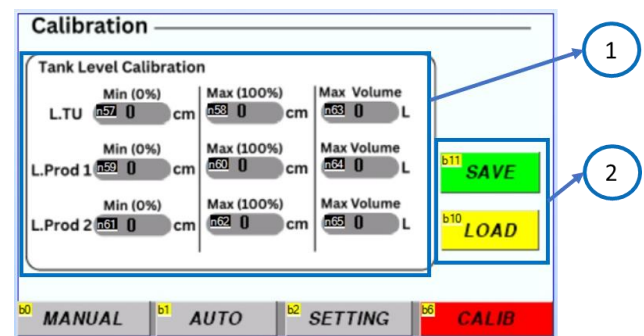 Calibration
1
Tank Level Calibration
Min (0%) Max (100%) Max Volume
L.TU n57 0 cm n58 0 cm n63 0 L
Min (0%) Max (100%) Max Volume
L.Prod 1 n59 0 cm n60 0 cm n64 0 L
Min (0%) Max (100%) Max Volume
L.Prod 2 n61 0 cm n62 0 cm n65 0 L
b11 SAVE
2
b10 LOAD
b0 MANUAL b1 AUTO b2 SETTING b6 CALIB